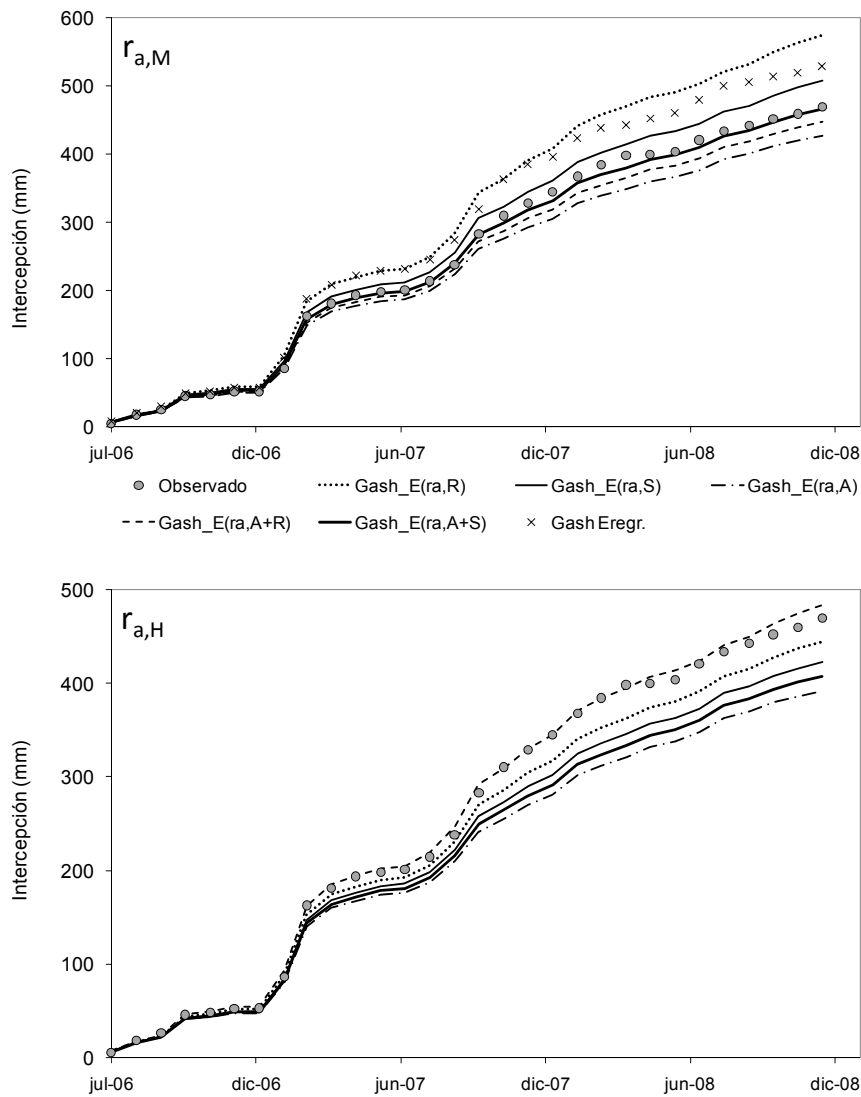 600
r a,M
500
400
300
200
100
0
Intercepción (mm)
jul-06 dic-06 jun-07 dic-07 jun-08 dic-08
Observado Gash_E(ra,R) Gash_E(ra,S) Gash_E(ra,A)
Gash_E(ra,A+R) Gash_E(ra,A+S) Gash Eregr.
500
r a,H
400
300
200
100
0
Intercepción (mm)
jul-06 dic-06 jun-07 dic-07 jun-08 dic-08